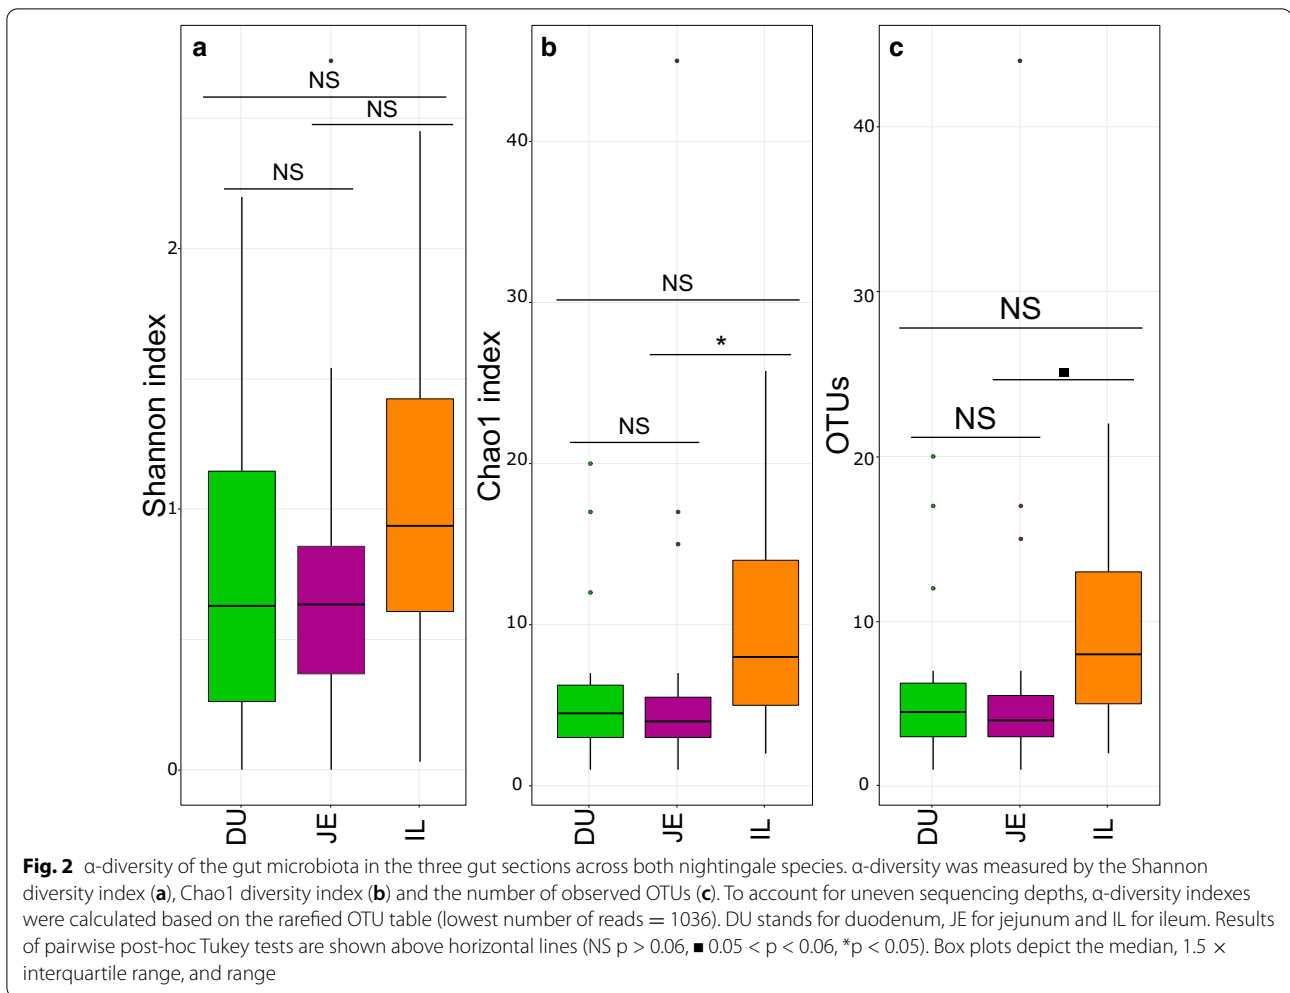 a
NS
NS
NS
Shannon index
2
1
0
DU
JE
IL
b
NS
*
NS
Chao1 index
40
30
20
10
0
DU
JE
IL
c
NS
■
NS
OTUs
40
30
20
10
0
DU
JE
IL
Fig. 2 α-diversity of the gut microbiota in the three gut sections across both nightingale species. α-diversity was measured by the Shannon
diversity index (a), Chao1 diversity index (b) and the number of observed OTUs (c). To account for uneven sequencing depths, α-diversity indexes
were calculated based on the rarefied OTU table (lowest number of reads = 1036). DU stands for duodenum, JE for jejunum and IL for ileum. Results
of pairwise post-hoc Tukey tests are shown above horizontal lines (NS p > 0.06, ■ 0.05 < p < 0.06, *p < 0.05). Box plots depict the median, 1.5 ×
interquartile range, and range